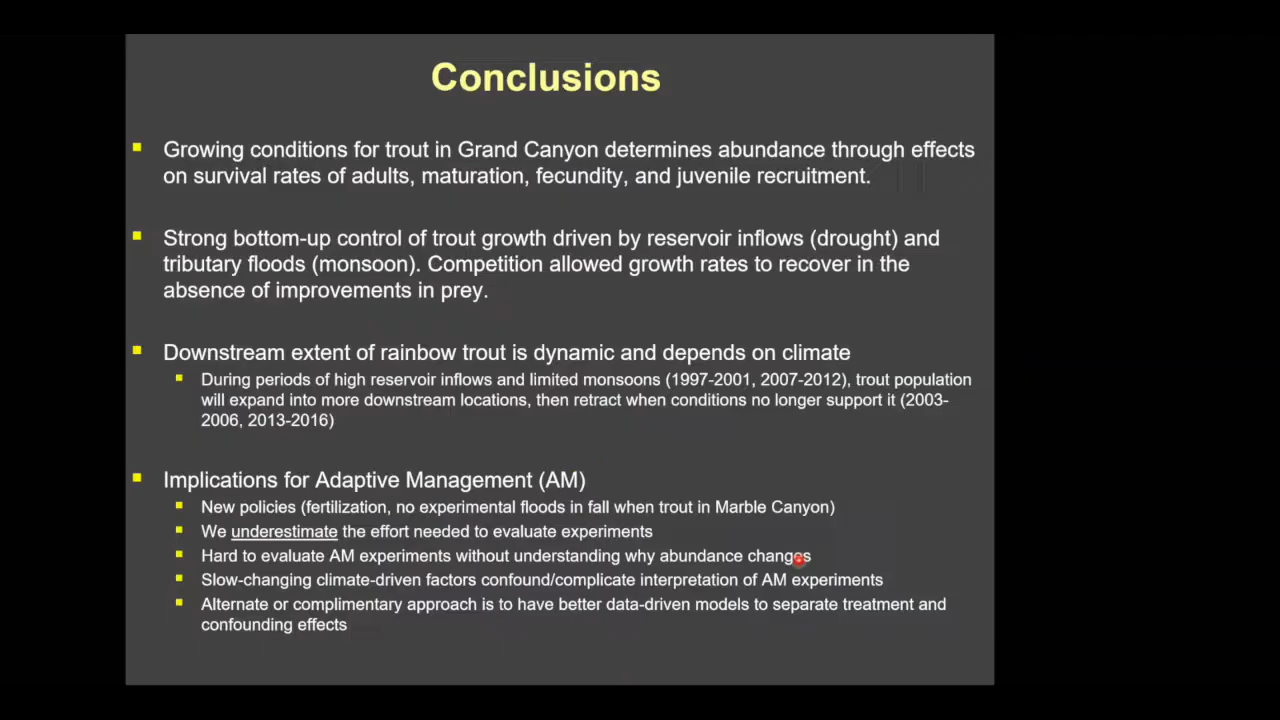 Conclusions
Growing conditions for trout in Grand Canyon determines abundance through effects
on survival rates of adults, maturation, fecundity, and juvenile recruitment.
Strong bottom-up control of trout growth driven by reservoir inflows (drought) and
tributary floods (monsoon). Competition allowed growth rates to recover in the
absence of improvements in prey.
Downstream extent of rainbow trout is dynamic and depends on climate
During periods of high reservoir inflows and limited monsoons (1997-2001, 2007-2012), trout population
will expand into more downstream locations, then retract when conditions no longer support it (2003-
2006, 2013-2016)
Implications for Adaptive Management (AM)
New policies (fertilization, no experimental floods in fall when trout in Marble Canyon)
We underestimate the effort needed to evaluate experiments
Hard to evaluate AM experiments without understanding why abundance changes
Slow-changing climate-driven factors confound/complicate interpretation of AM experiments
Alternate or complimentary approach is to have better data-driven models to separate treatment and
confounding effects